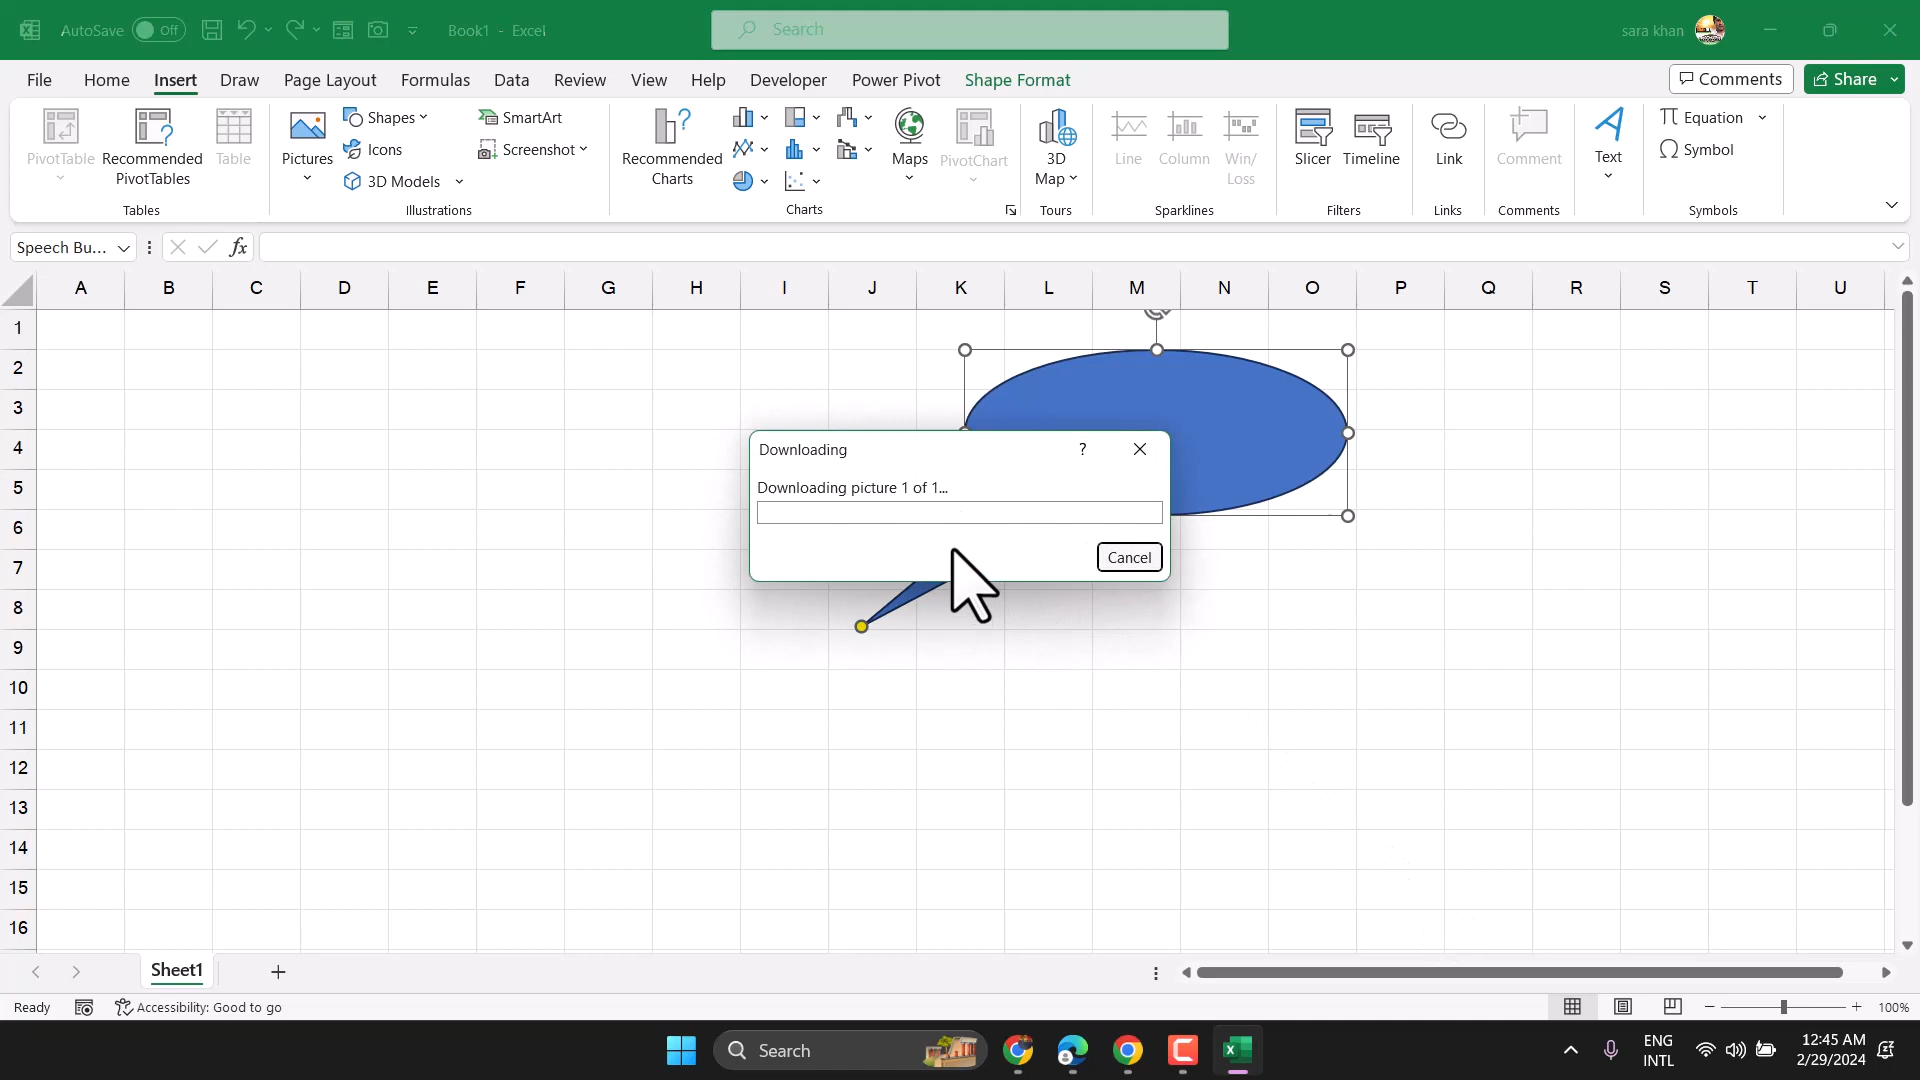 AutoSave Off Book1 - Excel Search sara khan
File Home Insert Draw Page Layout Formulas Data Review View Help Developer Power Pivot Shape Format Comments Share
PivotTable
Recommended
PivotTables
Table
Tables
Pictures
Shapes
Icons
3D Models
SmartArt
Screenshot
Illustrations
Recommended
Charts
Maps
PivotChart
Charts
3D
Map
Tours
Line
Column
Win/
Loss
Sparklines
Slicer
Timeline
Filters
Link
Links
Comment
Comments
Text
Equation
Symbol
Symbols
Speech Bu... fx
A B C D E F G H I J K L M N O P Q R S T U
1
2
3
4
5
6
7
8
9
10
11
12
13
14
15
16
Downloading ?
Downloading picture 1 of 1...
Cancel
Sheet1
Ready Accessibility: Good to go 100%
Search
ENG
INTL
12:45 AM
2/29/2024